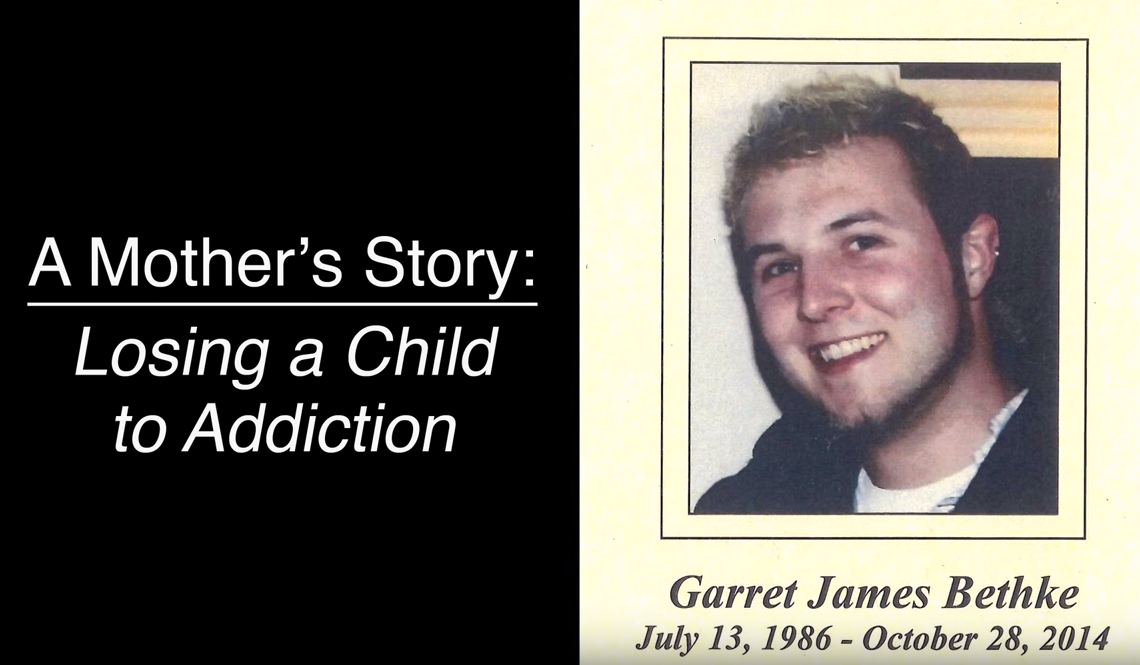 A Mother’s Story:
Losing a Child
to Addiction
Garret James Bethke
July 13, 1986 - October 28, 2014